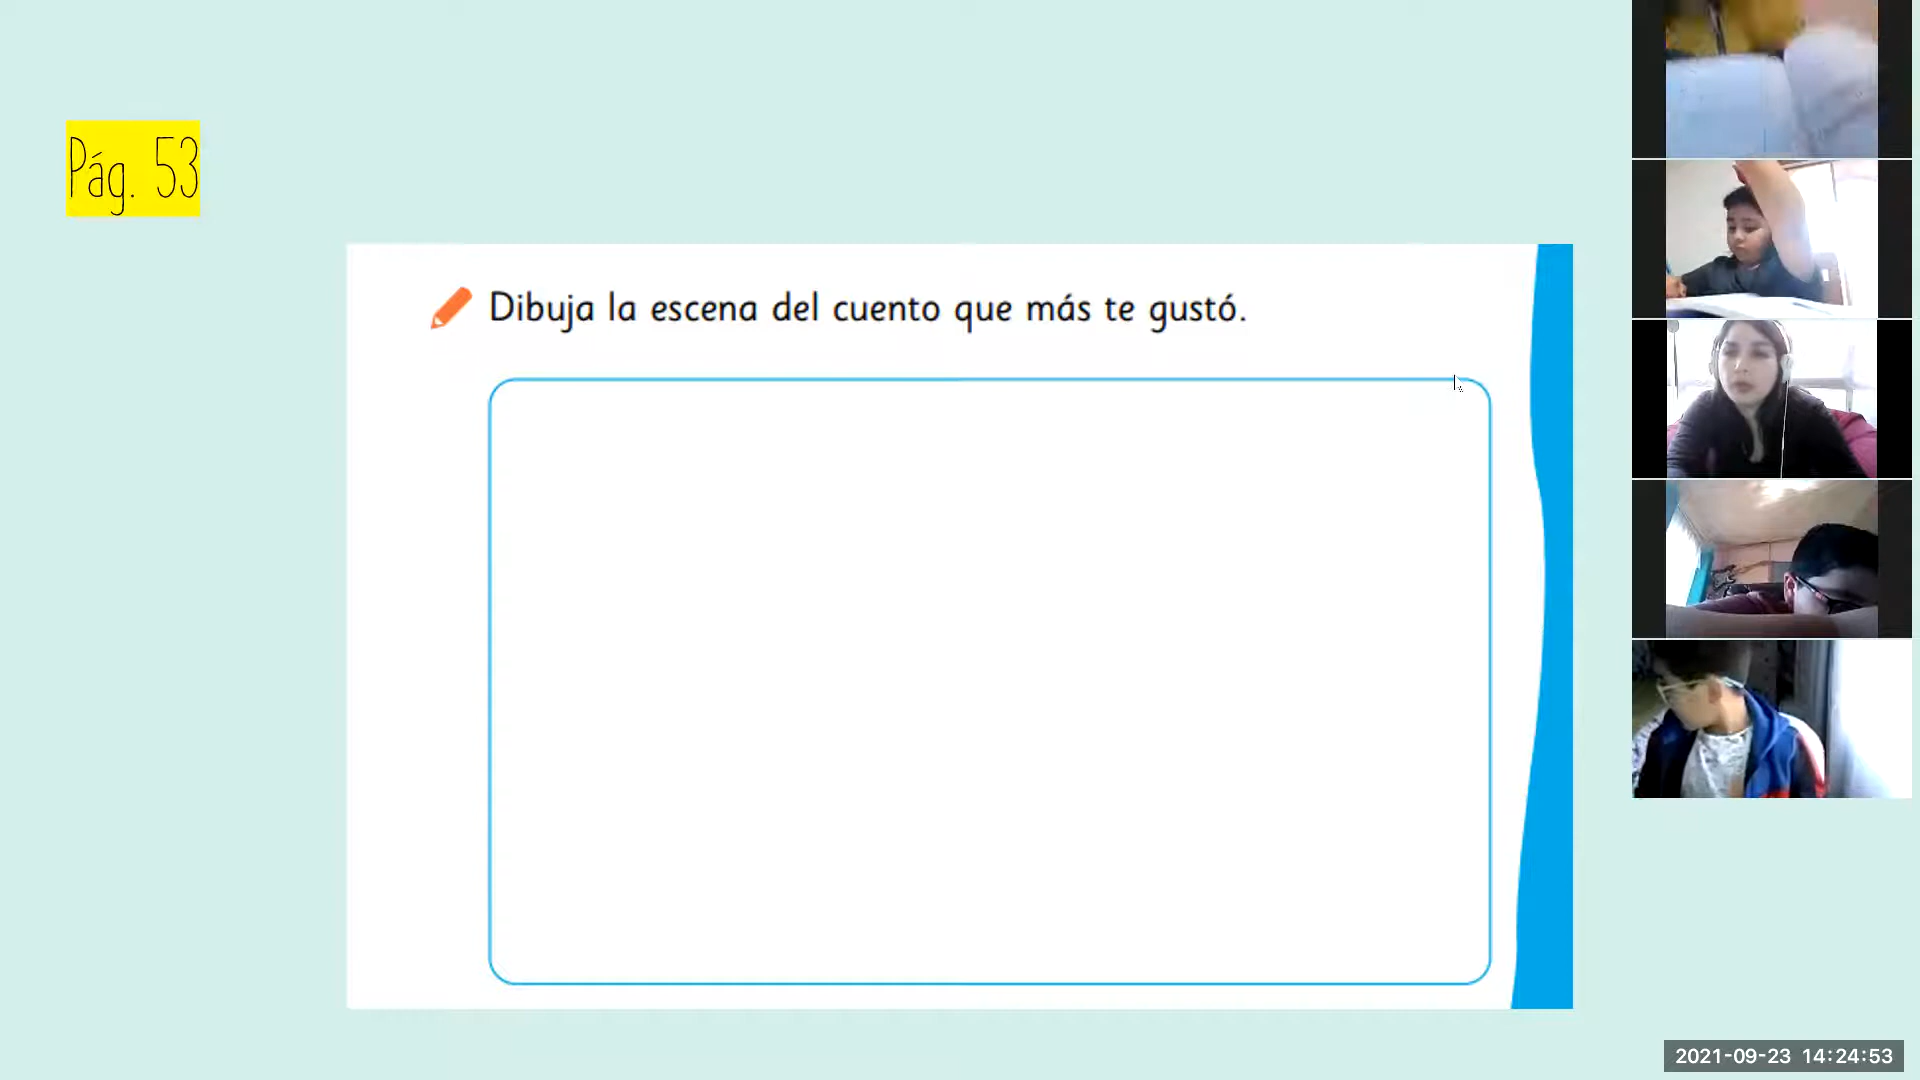 Pág. 53
Dibuja la escena del cuento que más te gustó.
2021-09-23 14:24:53